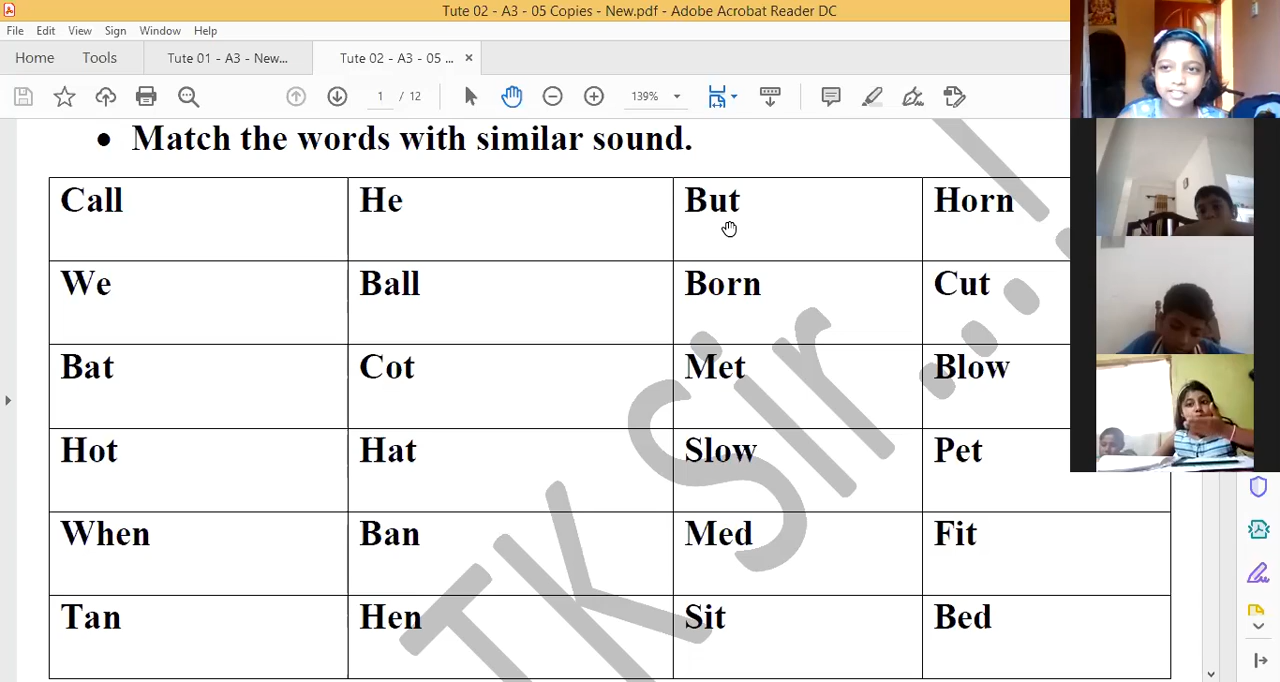 Tute 02 - A3 - 05 Copies - New.pdf - Adobe Acrobat Reader DC
File Edit View Sign Window Help
Home Tools Tute 01 - A3 - New... Tute 02 - A3 - 05 ... ×
1 / 12 139%
• Match the words with similar sound.
Call He But Horn
We Ball Born Cut
Bat Cot Met Blow
Hot Hat Slow Pet
When Ban Med Fit
Tan Hen Sit Bed
TK Sir...!